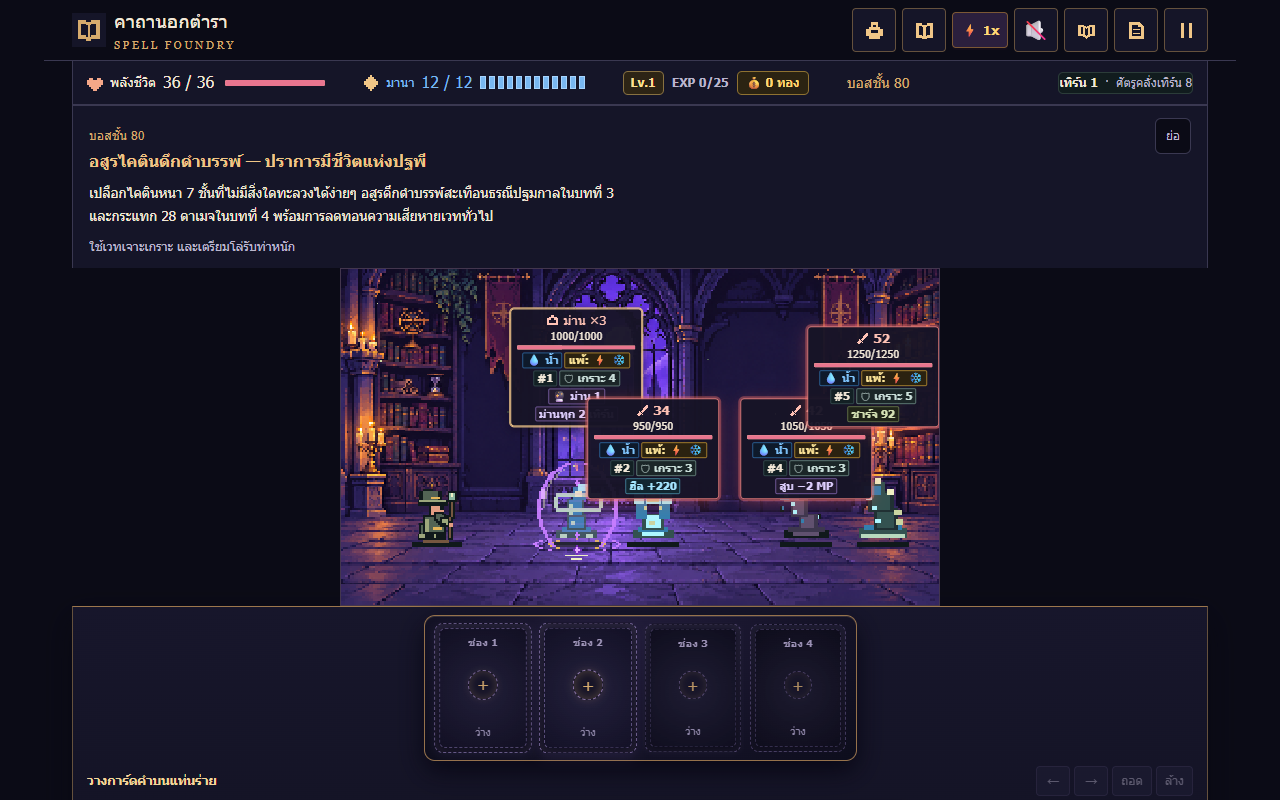 คาถานอกตำรา
SPELL FOUNDRY
1x
พลังชีวิต 36 / 36
มานา 12 / 12
Lv.1 EXP 0/25 0 ทอง
บอสชั้น 80
เทิร์น 1 · ศัตรูคลั่งเทิร์น 8
บอสชั้น 80
ย่อ
อสูรไคตินดึกดำบรรพ์ — ปราการมีชีวิตแห่งปฐพี
เปลือกไคตินหนา 7 ชั้นที่ไม่มีสิ่งใดทะลวงได้ง่ายๆ อสูรดึกดำบรรพ์สะเทือนธรณีปฐมกาลในบทที่ 3
และกระแทก 28 ดาเมจในบทที่ 4 พร้อมการลดทอนความเสียหายเวททั่วไป
ใช้เวทเจาะเกราะ และเตรียมโล่รับท่าหนัก
ม่าน ×3
1000/1000
น้ำ แพ้:
#1 เกราะ 4
ม่าน 1
ม่านทุก 2
34
950/950
น้ำ แพ้:
#2 เกราะ 3
ฮีล +220
น้ำ แพ้:
#4 เกราะ 3
สูบ −2 MP
52
1250/1250
น้ำ แพ้:
#5 เกราะ 5
ชาร์จ 92
ช่อง 1
ช่อง 2
ช่อง 3
ช่อง 4
+
+
+
+
ว่าง
ว่าง
ว่าง
ว่าง
วางการ์ดคำบนแท่นร่าย
← → ถอด ล้าง